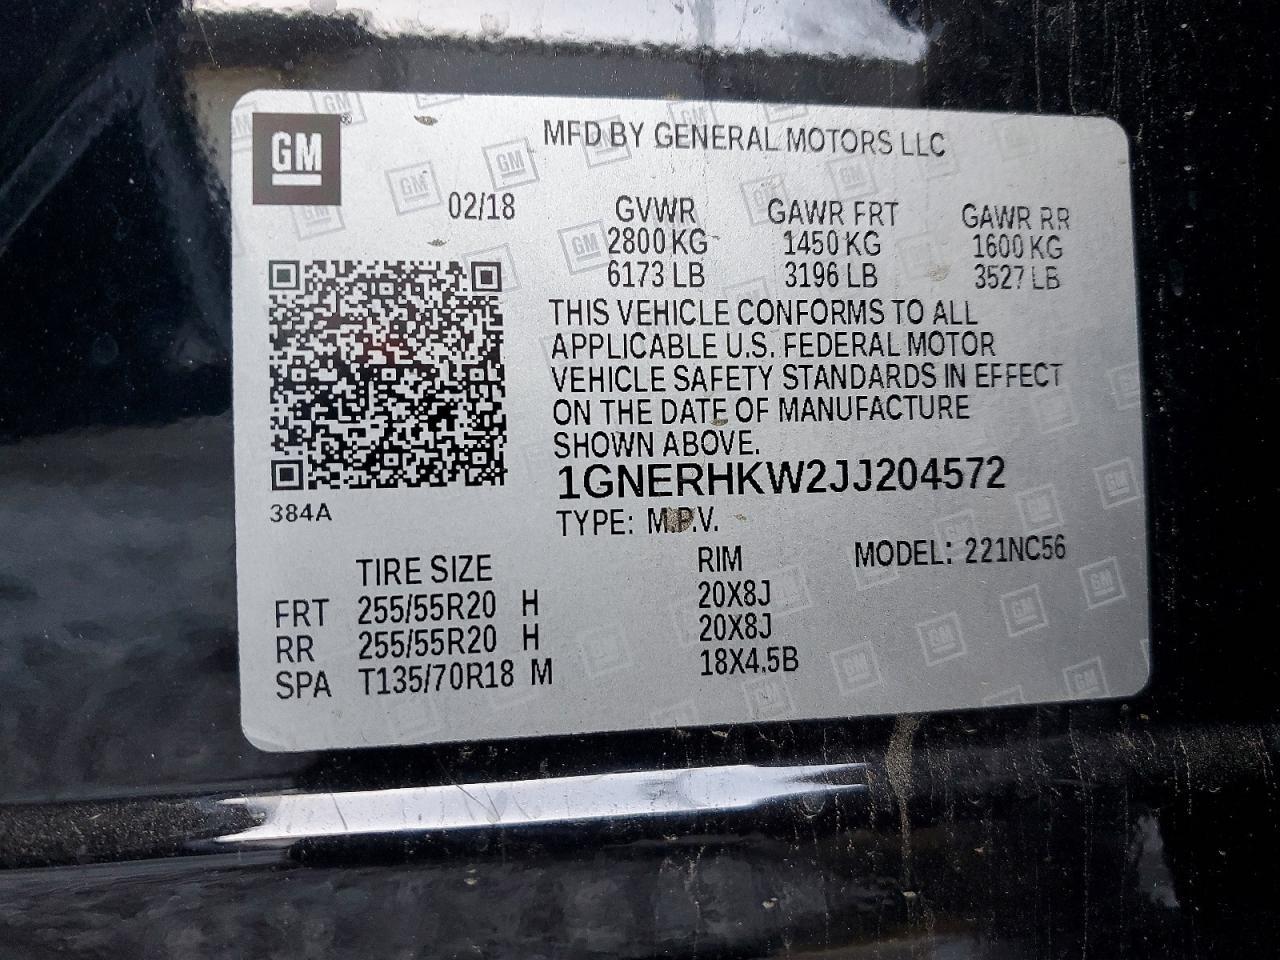 GM
MFD BY GENERAL MOTORS LLC
02/18
GVWR GAWR FRT GAWR RR
2800 KG 1450 KG 1600 KG
6173 LB 3196 LB 3527 LB
THIS VEHICLE CONFORMS TO ALL
APPLICABLE U.S. FEDERAL MOTOR
VEHICLE SAFETY STANDARDS IN EFFECT
ON THE DATE OF MANUFACTURE
SHOWN ABOVE.
1GNERHKW2JJ204572
384A
TYPE: M.P.V.
MODEL: 221NC56
TIRE SIZE RIM
FRT 255/55R20 H 20X8J
RR 255/55R20 H 20X8J
SPA T135/70R18 M 18X4.5B